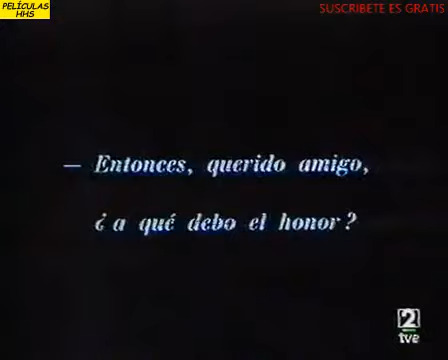 PELÍCULAS
HHS
SUSCRIBETE ES GRATIS
— Entonces, querido amigo,
¿a qué debo el honor?
2
tve